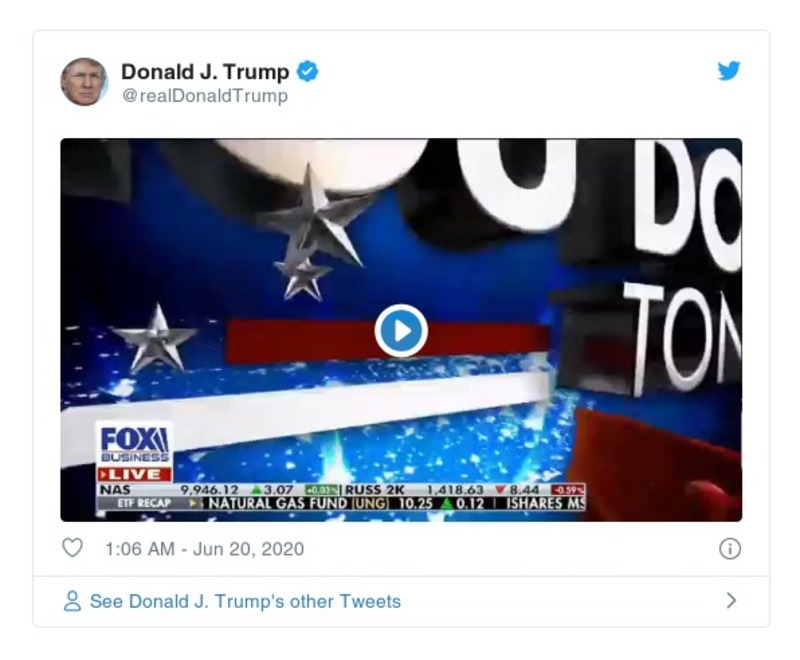 Donald J. Trump
@realDonaldTrump
DO
TON
FOX
BUSINESS
LIVE
NAS 9,946.12 3.07 +0.03% RUSS 2K 1,418.63 8.44 -0.59%
ETF RECAP NATURAL GAS FUND (UNG) 10.25 0.12 ISHARES MS
1:06 AM - Jun 20, 2020
See Donald J. Trump's other Tweets